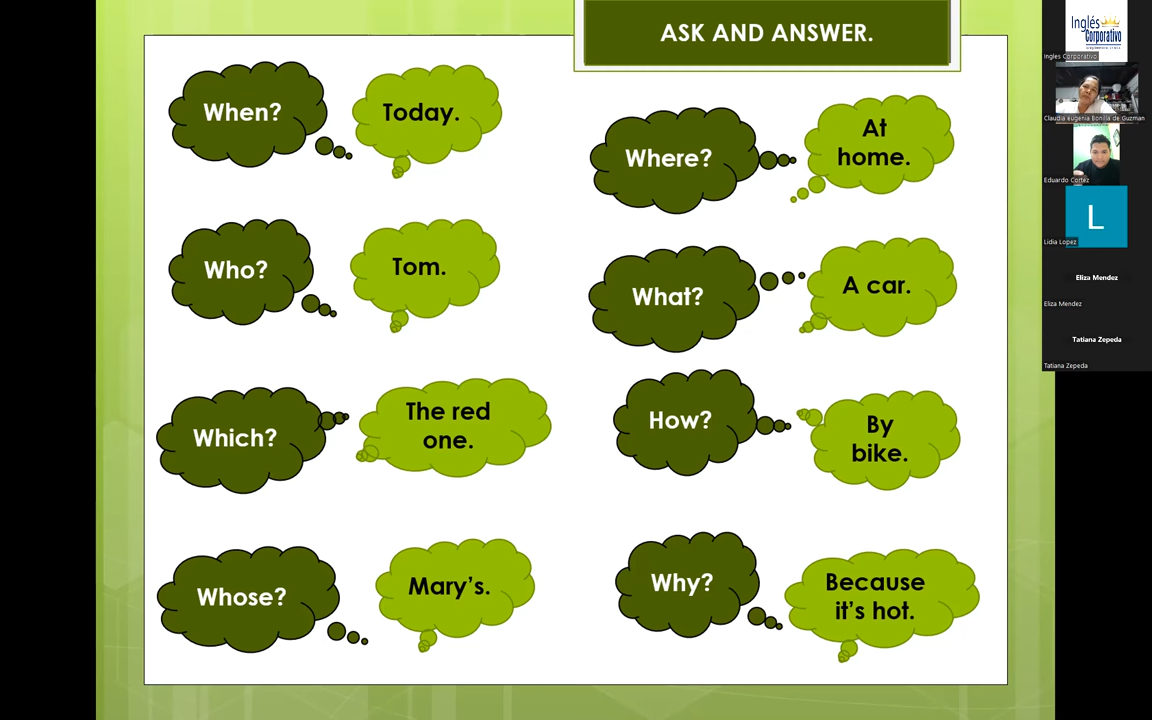 ASK AND ANSWER.
When?
Today.
Where?
At
home.
Who?
Tom.
What?
A car.
Which?
The red
one.
How?
By
bike.
Whose?
Mary's.
Why?
Because
it's hot.
Inglés
Corporativo
Ingles Corporativo
Claudia eugenia Bonilla de Guzman
Eduardo Cortez
L
Lidia Lopez
Eliza Mendez
Eliza Mendez
Tatiana Zepeda
Tatiana Zepeda